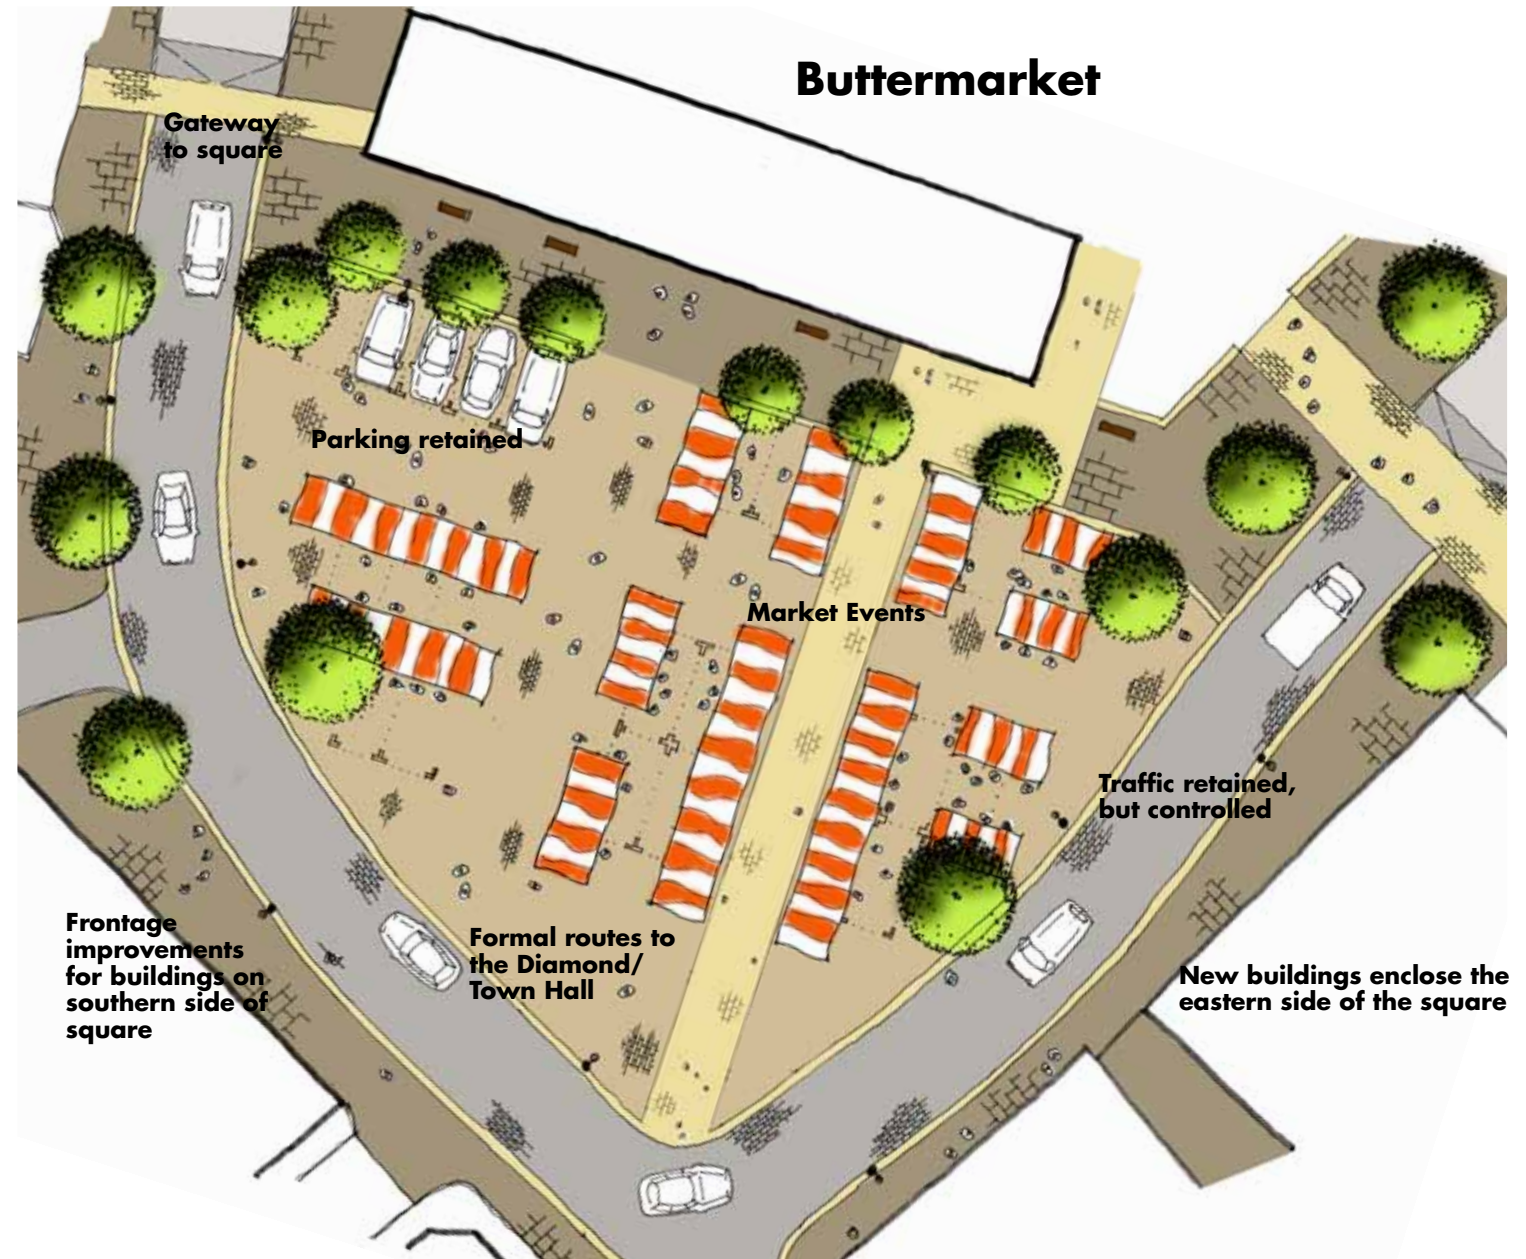 Buttermarket
Gateway
to square
Parking retained
Market Events
Traffic retained,
but controlled
Frontage
improvements
for buildings on
southern side of
square
Formal routes to
the Diamond/
Town Hall
New buildings enclose the
eastern side of the square